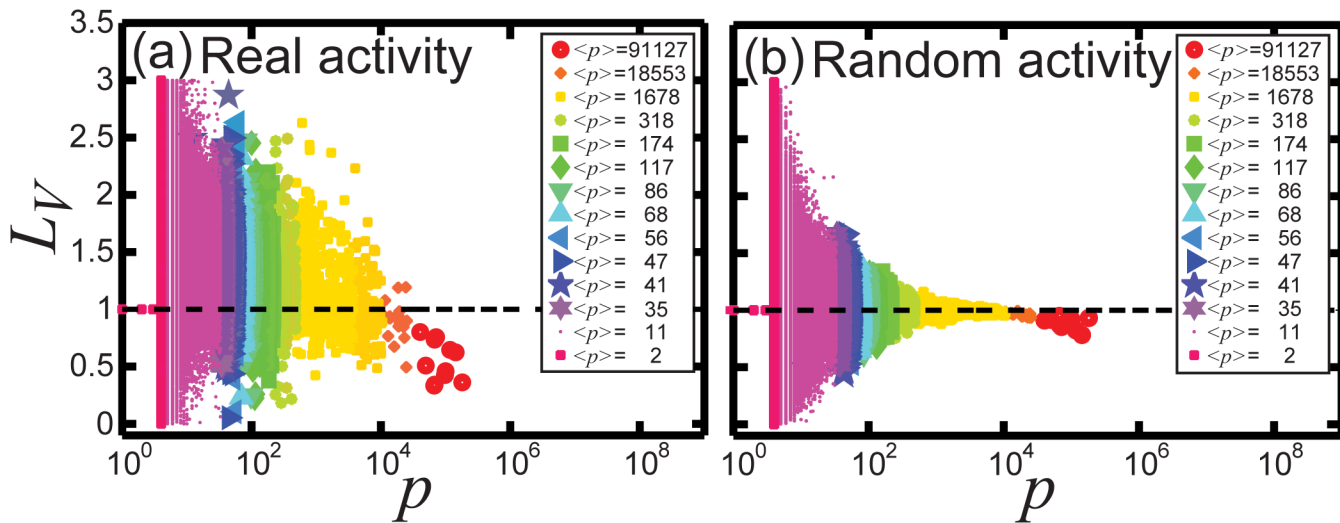 (a) Real activity
L_V
3.5
3
2.5
2
1.5
1
0.5
0
10^0
10^2
10^4
10^6
10^8
p
<p>=91127
<p>=18553
<p>= 1678
<p>= 318
<p>= 174
<p>= 117
<p>= 86
<p>= 68
<p>= 56
<p>= 47
<p>= 41
<p>= 35
<p>= 11
<p>= 2
(b) Random activity
10^0
10^2
10^4
10^6
10^8
p
<p>=91127
<p>=18553
<p>= 1678
<p>= 318
<p>= 174
<p>= 117
<p>= 86
<p>= 68
<p>= 56
<p>= 47
<p>= 41
<p>= 35
<p>= 11
<p>= 2